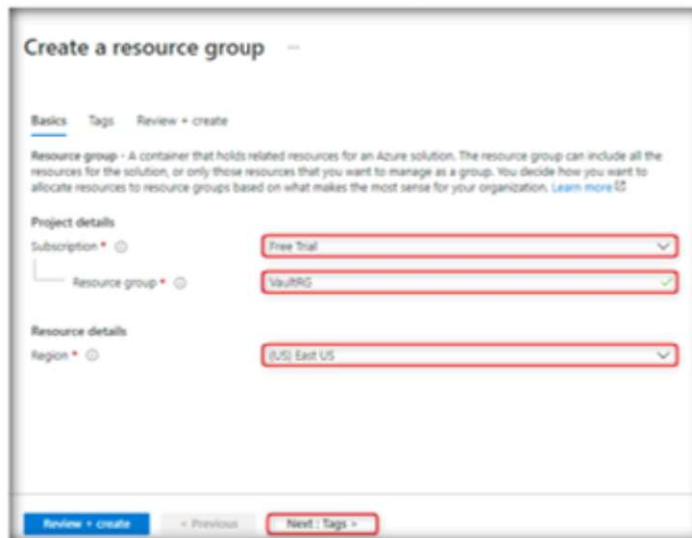 Create a resource group ...
Basics Tags Review + create
Resource group - A container that holds related resources for an Azure solution. The resource group can include all the
resources for the solution, or only those resources that you want to manage as a group. You decide how you want to
allocate resources to resource groups based on what makes the most sense for your organization. Learn more
Project details
Subscription * Free Trial
Resource group * VaultRG
Resource details
Region * (US) East US
Review + create < Previous Next : Tags >